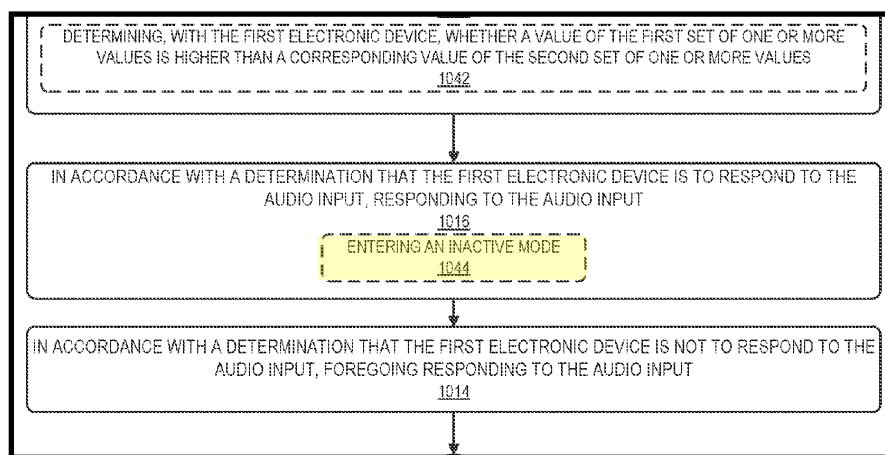 DETERMINING, WITH THE FIRST ELECTRONIC DEVICE, WHETHER A VALUE OF THE FIRST SET OF ONE OR MORE
VALUES IS HIGHER THAN A CORRESPONDING VALUE OF THE SECOND SET OF ONE OR MORE VALUES
1042
IN ACCORDANCE WITH A DETERMINATION THAT THE FIRST ELECTRONIC DEVICE IS TO RESPOND TO THE
AUDIO INPUT, RESPONDING TO THE AUDIO INPUT
1016
ENTERING AN INACTIVE MODE
1044
IN ACCORDANCE WITH A DETERMINATION THAT THE FIRST ELECTRONIC DEVICE IS NOT TO RESPOND TO THE
AUDIO INPUT, FOREGOING RESPONDING TO THE AUDIO INPUT
1014